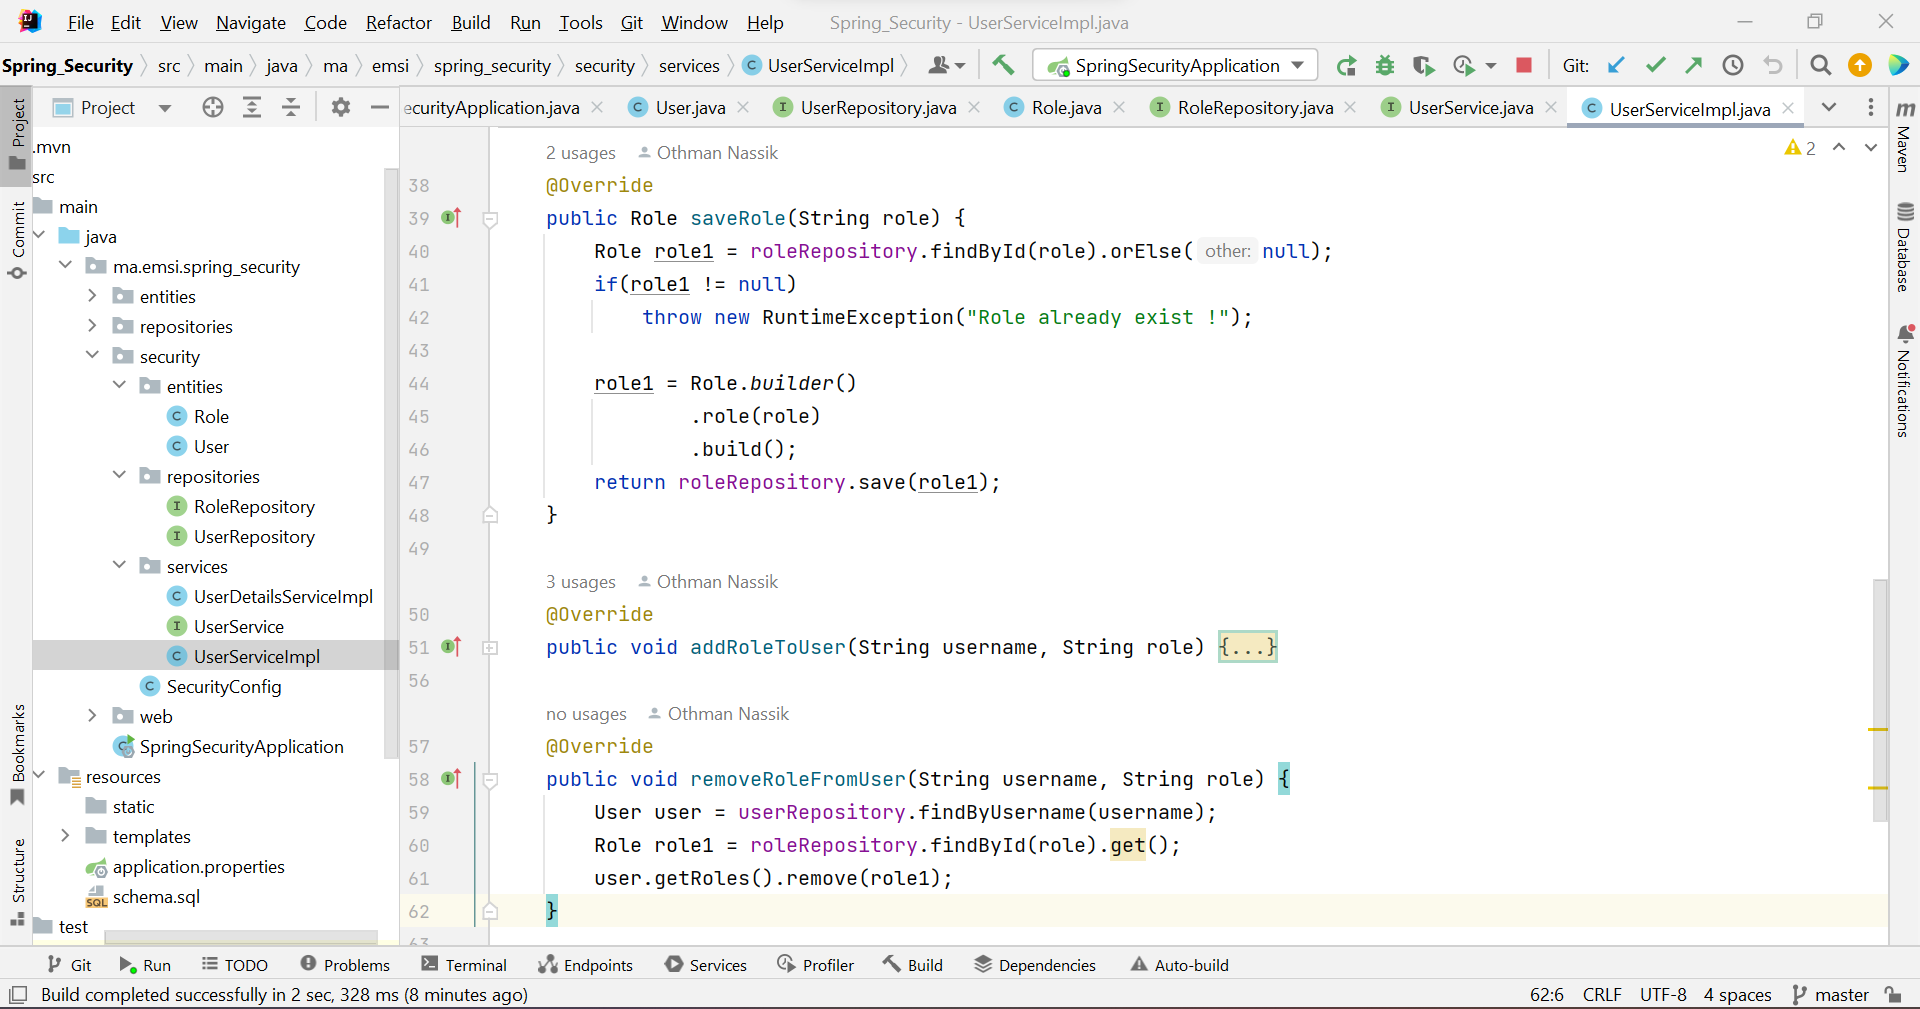 File Edit View Navigate Code Refactor Build Run Tools Git Window Help Spring_Security - UserServiceImpl.java
Spring_Security src main java ma emsi spring_security security services UserServiceImpl SpringSecurityApplication Git:
Project
ecurityApplication.java User.java UserRepository.java Role.java RoleRepository.java UserService.java UserServiceImpl.java
Project
Commit
Bookmarks
Structure
.mvn
src
main
java
ma.emsi.spring_security
entities
repositories
security
entities
Role
User
repositories
RoleRepository
UserRepository
services
UserDetailsServiceImpl
UserService
UserServiceImpl
SecurityConfig
web
SpringSecurityApplication
resources
static
templates
application.properties
schema.sql
test
2 usages Othman Nassik
2
38 @Override
39 public Role saveRole(String role) {
40 Role role1 = roleRepository.findById(role).orElse( other: null);
41 if(role1 != null)
42 throw new RuntimeException("Role already exist !");
43
44 role1 = Role.builder()
45 .role(role)
46 .build();
47 return roleRepository.save(role1);
48 }
49
3 usages Othman Nassik
50 @Override
51 public void addRoleToUser(String username, String role) {...}
56
no usages Othman Nassik
57 @Override
58 public void removeRoleFromUser(String username, String role) {
59 User user = userRepository.findByUsername(username);
60 Role role1 = roleRepository.findById(role).get();
61 user.getRoles().remove(role1);
62 }
63
m Maven
Database
Notifications
Git Run TODO Problems Terminal Endpoints Services Profiler Build Dependencies Auto-build
Build completed successfully in 2 sec, 328 ms (8 minutes ago) 62:6 CRLF UTF-8 4 spaces master